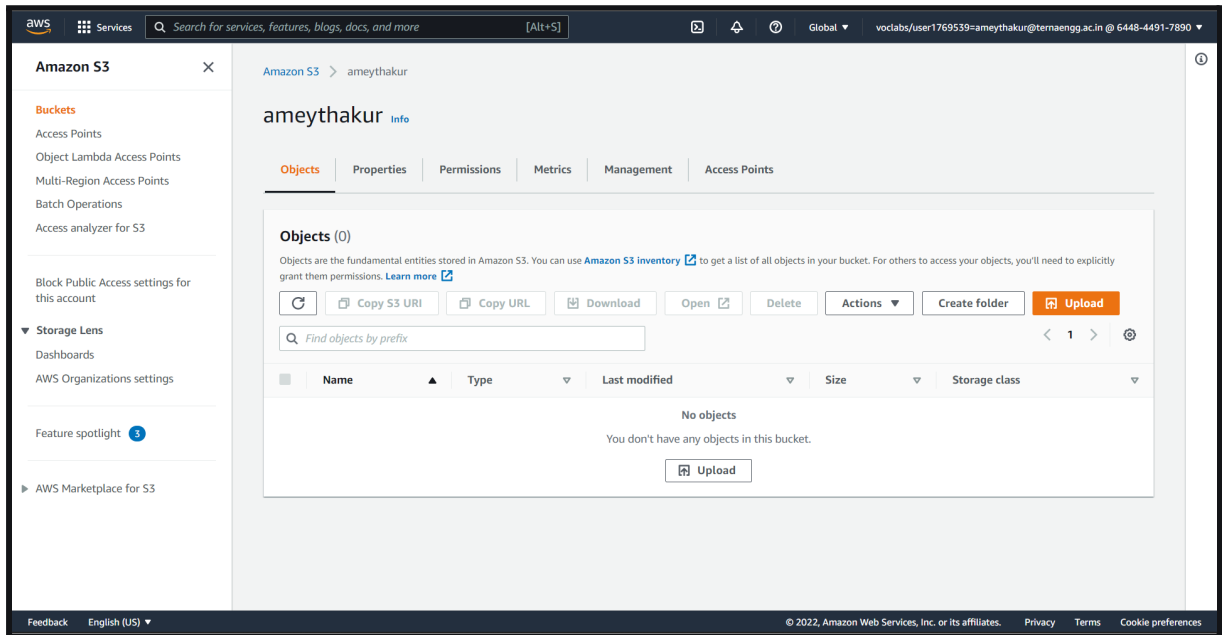 aws Services Search for services, features, blogs, docs, and more [Alt+S] Global voclabs/user1769539=ameythakur@ternaengg.ac.in @ 6448-4491-7890
Amazon S3
Buckets
Access Points
Object Lambda Access Points
Multi-Region Access Points
Batch Operations
Access analyzer for S3
Block Public Access settings for
this account
Storage Lens
Dashboards
AWS Organizations settings
Feature spotlight 3
AWS Marketplace for S3
Amazon S3 > ameythakur
ameythakur Info
Objects Properties Permissions Metrics Management Access Points
Objects (0)
Objects are the fundamental entities stored in Amazon S3. You can use Amazon S3 inventory to get a list of all objects in your bucket. For others to access your objects, you'll need to explicitly
grant them permissions. Learn more
Copy S3 URI Copy URL Download Open Delete Actions Create folder Upload
Find objects by prefix < 1 >
Name Type Last modified Size Storage class
No objects
You don't have any objects in this bucket.
Upload
Feedback English (US) © 2022, Amazon Web Services, Inc. or its affiliates. Privacy Terms Cookie preferences